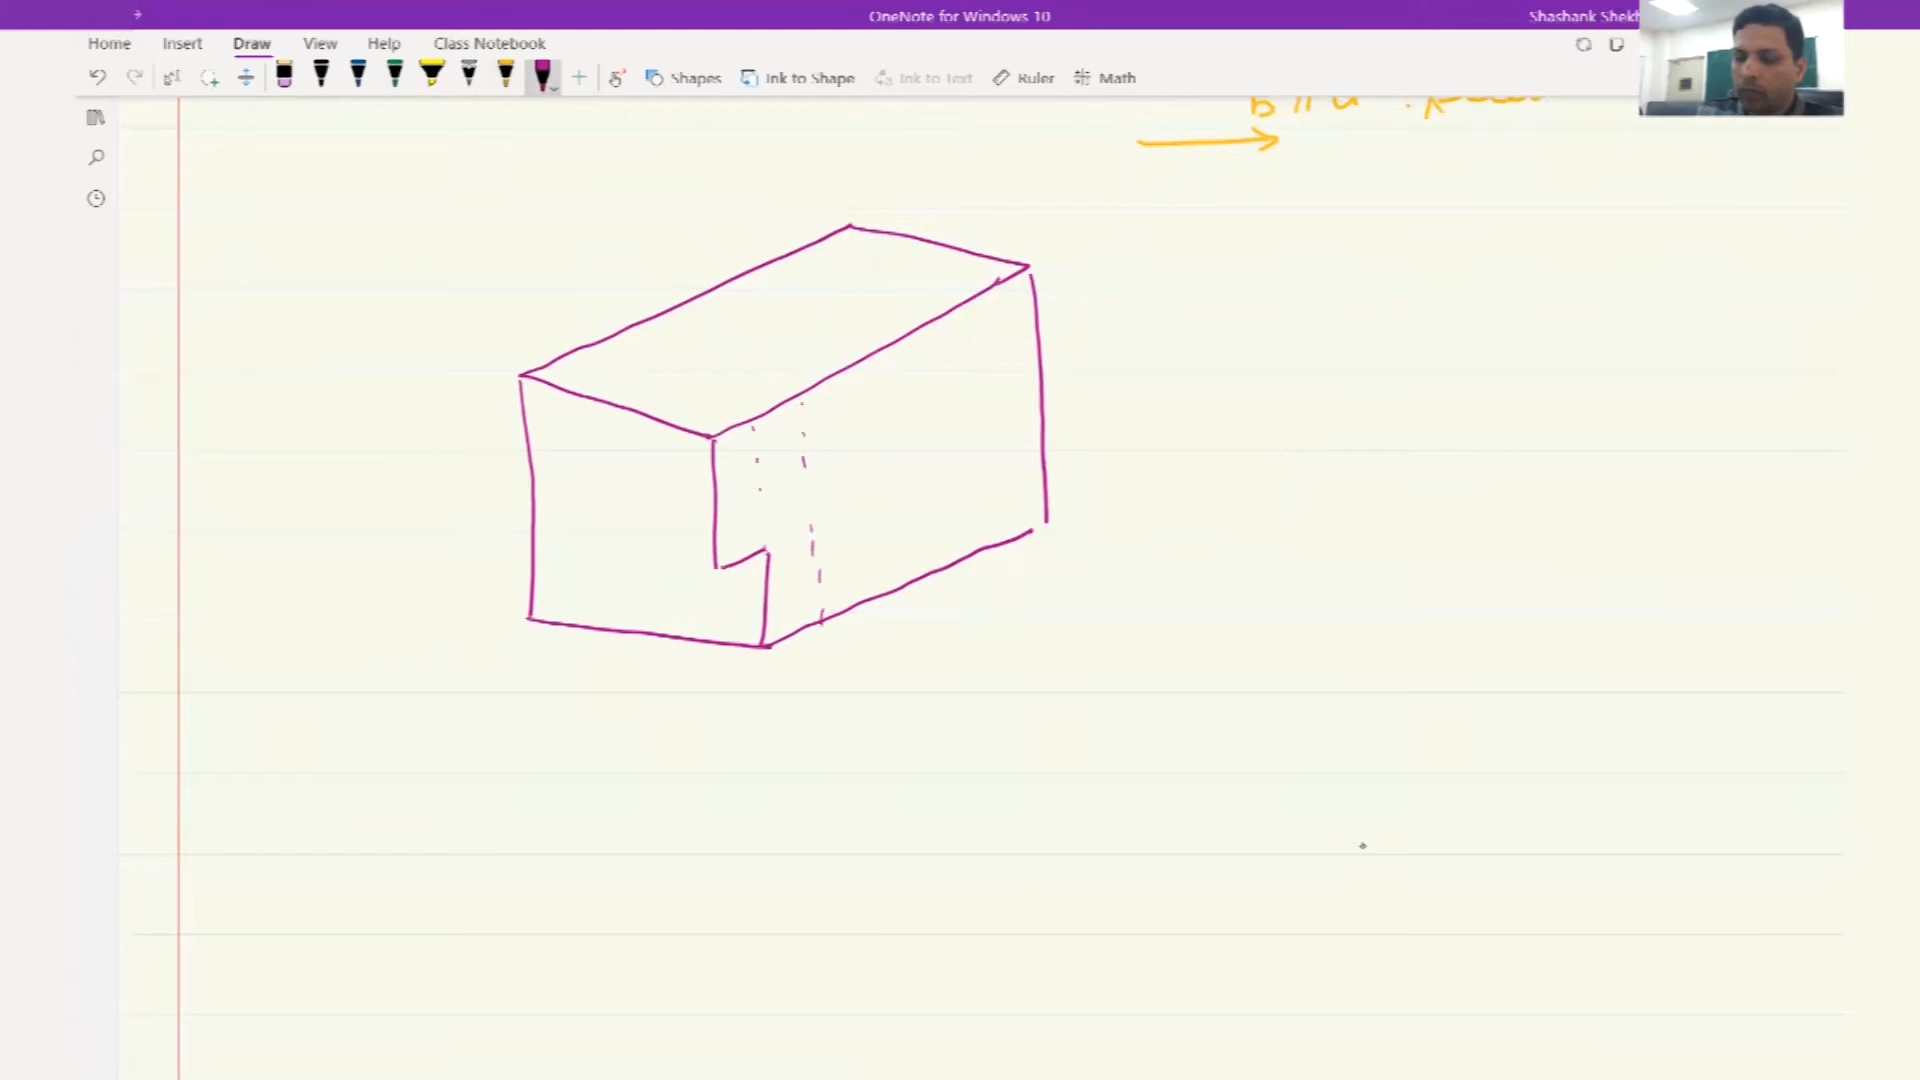 OneNote for Windows 10
Shashank Shekh
Home Insert Draw View Help Class Notebook
Shapes Ink to Shape Ink to Text Ruler Math